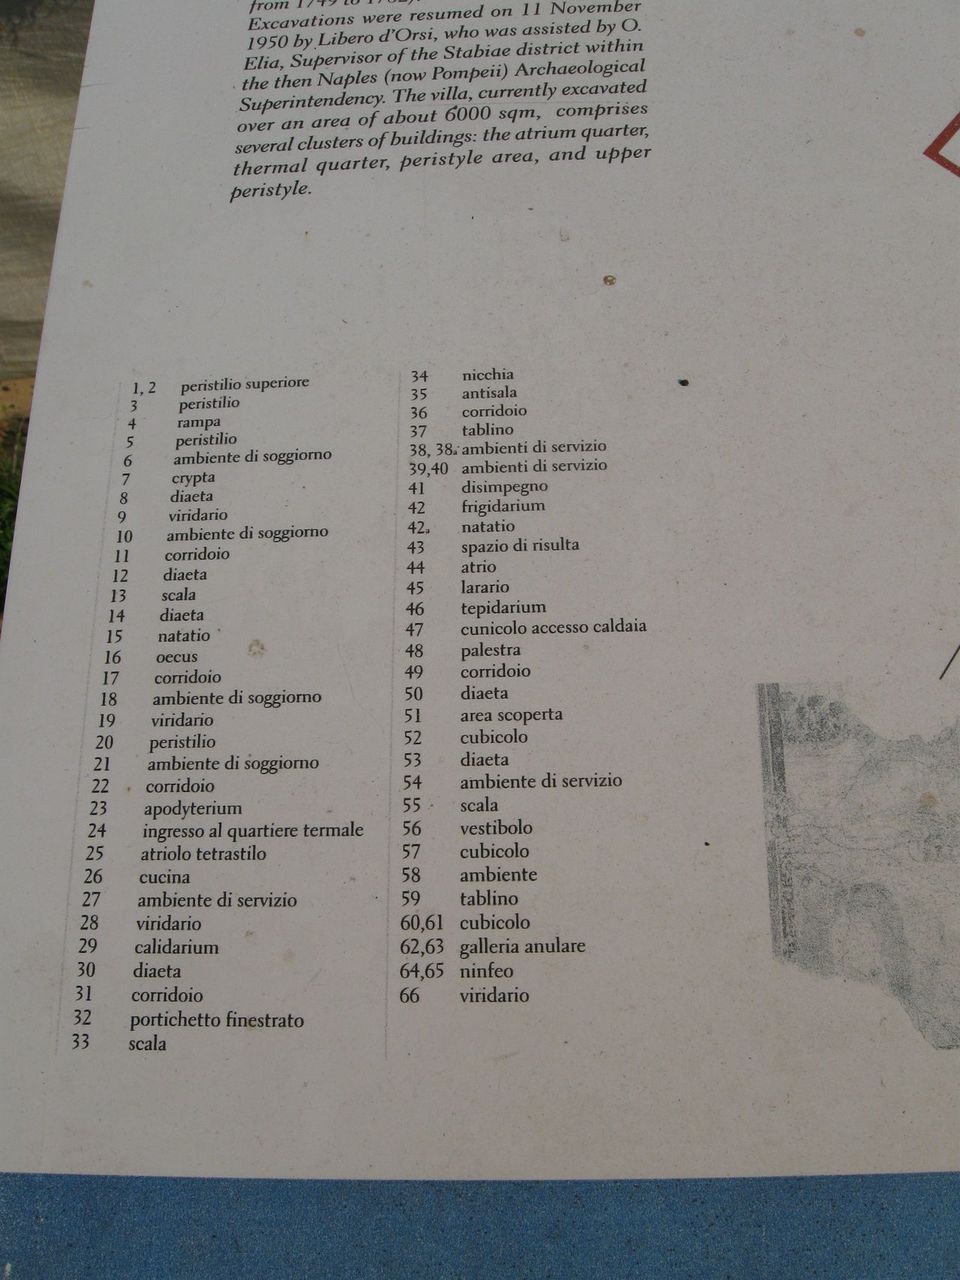 from 1749 to 1782).
Excavations were resumed on 11 November
1950 by Libero d'Orsi, who was assisted by O.
Elia, Supervisor of the Stabiae district within
the then Naples (now Pompeii) Archaeological
Superintendency. The villa, currently excavated
over an area of about 6000 sqm, comprises
several clusters of buildings: the atrium quarter,
thermal quarter, peristyle area, and upper
peristyle.
1, 2 peristilio superiore
3 peristilio
4 rampa
5 peristilio
6 ambiente di soggiorno
7 crypta
8 diaeta
9 viridario
10 ambiente di soggiorno
11 corridoio
12 diaeta
13 scala
14 diaeta
15 natatio
16 oecus
17 corridoio
18 ambiente di soggiorno
19 viridario
20 peristilio
21 ambiente di soggiorno
22 corridoio
23 apodyterium
24 ingresso al quartiere termale
25 atriolo tetrastilo
26 cucina
27 ambiente di servizio
28 viridario
29 calidarium
30 diaeta
31 corridoio
32 portichetto finestrato
33 scala
34 nicchia
35 antisala
36 corridoio
37 tablino
38, 38a ambienti di servizio
39,40 ambienti di servizio
41 disimpegno
42 frigidarium
42a natatio
43 spazio di risulta
44 atrio
45 larario
46 tepidarium
47 cunicolo accesso caldaia
48 palestra
49 corridoio
50 diaeta
51 area scoperta
52 cubicolo
53 diaeta
54 ambiente di servizio
55 scala
56 vestibolo
57 cubicolo
58 ambiente
59 tablino
60,61 cubicolo
62,63 galleria anulare
64,65 ninfeo
66 viridario